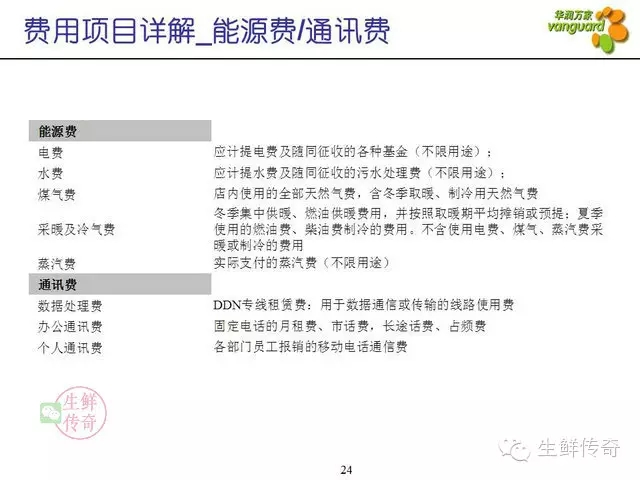 费用项目详解_能源费/通讯费
华润万家
vanguard
能源费
电费 应计提电费及随同征收的各种基金（不限用途）；
水费 应计提水费及随同征收的污水处理费（不限用途）；
煤气费 店内使用的全部天然气费，含冬季取暖、制冷用天然气费
采暖及冷气费 冬季集中供暖、燃油供暖费用，并按照取暖期平均摊销或预提；夏季
使用的燃油费、柴油费制冷的费用。不含使用电费、煤气、蒸汽费采
暖或制冷的费用
蒸汽费 实际支付的蒸汽费（不限用途）
通讯费
数据处理费 DDN专线租赁费：用于数据通信或传输的线路使用费
办公通讯费 固定电话的月租费、市话费，长途话费、占频费
个人通讯费 各部门员工报销的移动电话通信费
生鲜
传奇
生鲜传奇
24